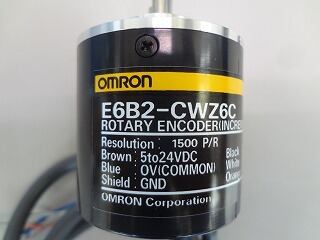 OMRON
E6B2-CWZ6C
ROTARY ENCODER(INCRE
Resolution : 1500 P/R
Brown : 5to24VDC Black
Blue : 0V(COMMON) White
Shield : GND Orange
OMRON Corporation